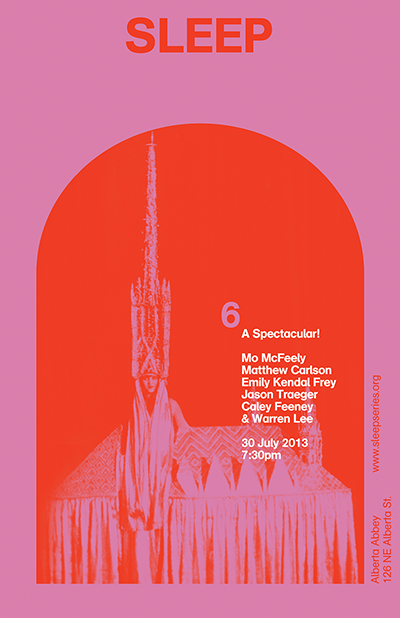 SLEEP
6
A Spectacular!
Mo McFeely
Matthew Carlson
Emily Kendal Frey
Jason Traeger
Caley Feeney
& Warren Lee
30 July 2013
7:30pm
www.sleepseries.org
Alberta Abbey
126 NE Alberta St.